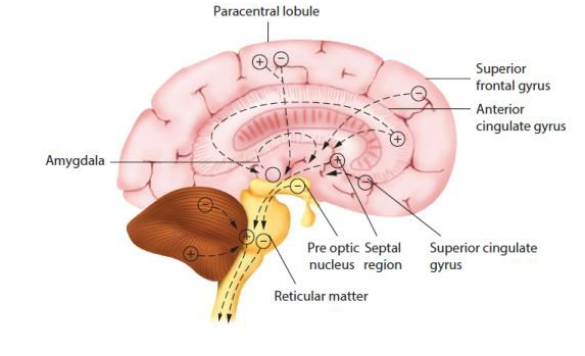 Paracentral lobule
Superior
frontal gyrus
Anterior
cingulate gyrus
Amygdala
Pre optic
nucleus
Septal
region
Superior cingulate
gyrus
Reticular matter